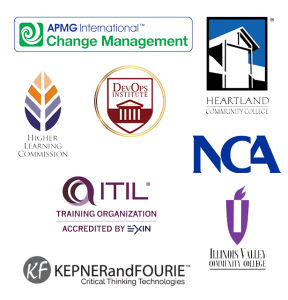 APMG International™
Change Management
®
HEARTLAND
COMMUNITY COLLEGE
DEVOPS
INSTITUTE
HIGHER
LEARNING
COMMISSION
NCA
ITIL®
TRAINING ORGANIZATION
ACCREDITED BY EXIN
ILLINOIS VALLEY
COMMUNITY COLLEGE
KF KEPNERandFOURIE™
Critical Thinking Technologies